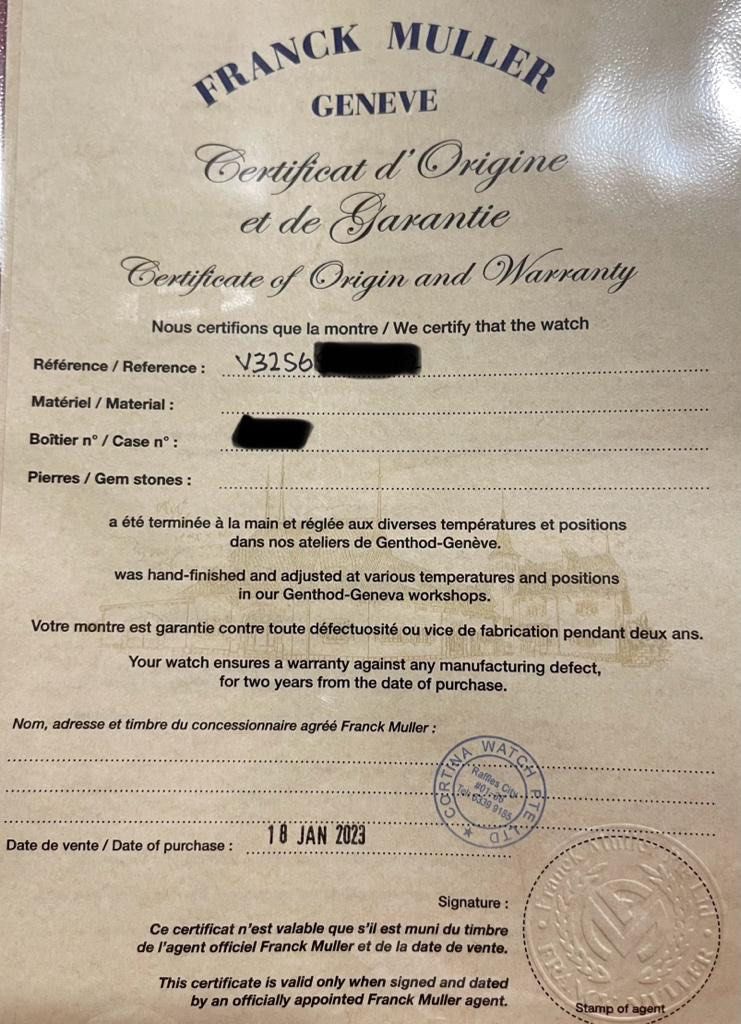 FRANCK MULLER
GENEVE
Certificat d'Origine
et de Garantie
Certificate of Origin and Warranty
Nous certifions que la montre / We certify that the watch
Référence / Reference : V32S6
Matériel / Material :
Boîtier n° / Case n° :
Pierres / Gem stones :
a été terminée à la main et réglée aux diverses températures et positions
dans nos ateliers de Genthod-Genève.
was hand-finished and adjusted at various temperatures and positions
in our Genthod-Geneva workshops.
Votre montre est garantie contre toute défectuosité ou vice de fabrication pendant deux ans.
Your watch ensures a warranty against any manufacturing defect,
for two years from the date of purchase.
Nom, adresse et timbre du concessionnaire agréé Franck Muller :
CORTINA WATCH PTE LTD
Raffles City
Tel: 6339 9185
Date de vente / Date of purchase : 18 JAN 2023
Signature :
Ce certificat n'est valable que s'il est muni du timbre
de l'agent officiel Franck Muller et de la date de vente.
This certificate is valid only when signed and dated
by an officially appointed Franck Muller agent.
FRANCK MULLER
Stamp of agent